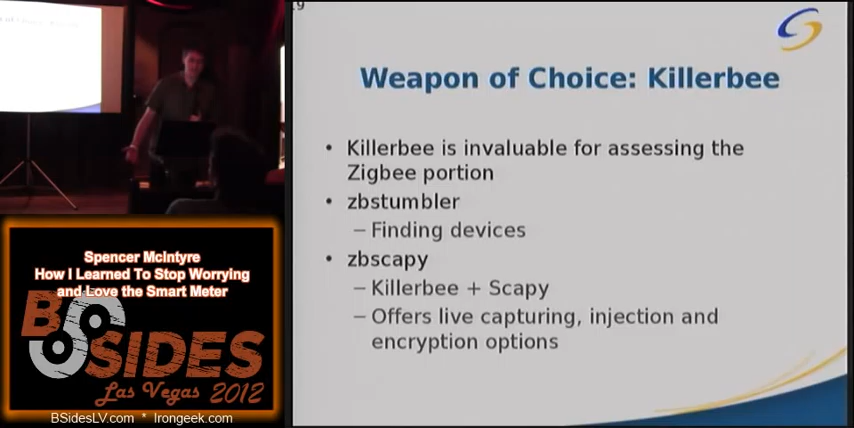 19
Weapon of Choice: Killerbee
• Killerbee is invaluable for assessing the
Zigbee portion
• zbstumbler
– Finding devices
• zbscapy
– Killerbee + Scapy
– Offers live capturing, injection and
encryption options
Spencer McIntyre
How I Learned To Stop Worrying
and Love the Smart Meter
BSIDES
Las Vegas 2012
BSidesLV.com * Irongeek.com